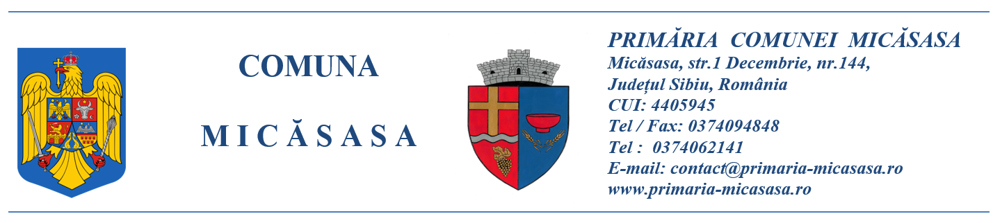 COMUNA
M I C Ă S A S A
PRIMĂRIA COMUNEI MICĂSASA
Micăsasa, str.1 Decembrie, nr.144,
Județul Sibiu, România
CUI: 4405945
Tel / Fax: 0374094848
Tel : 0374062141
E-mail: contact@primaria-micasasa.ro
www.primaria-micasasa.ro